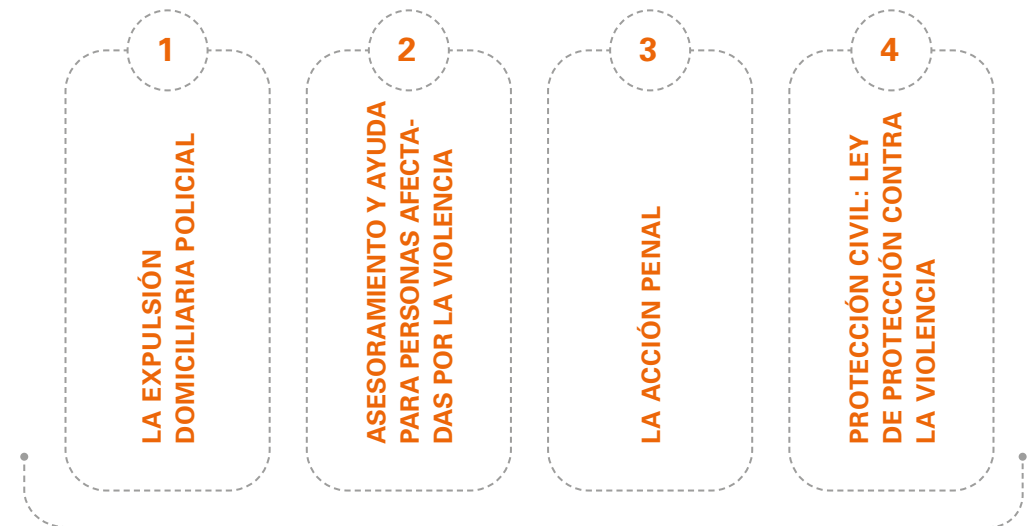 1
LA EXPULSIÓN
DOMICILIARIA POLICIAL
2
ASESORAMIENTO Y AYUDA
PARA PERSONAS AFECTA-
DAS POR LA VIOLENCIA
3
LA ACCIÓN PENAL
4
PROTECCIÓN CIVIL: LEY
DE PROTECCIÓN CONTRA
LA VIOLENCIA